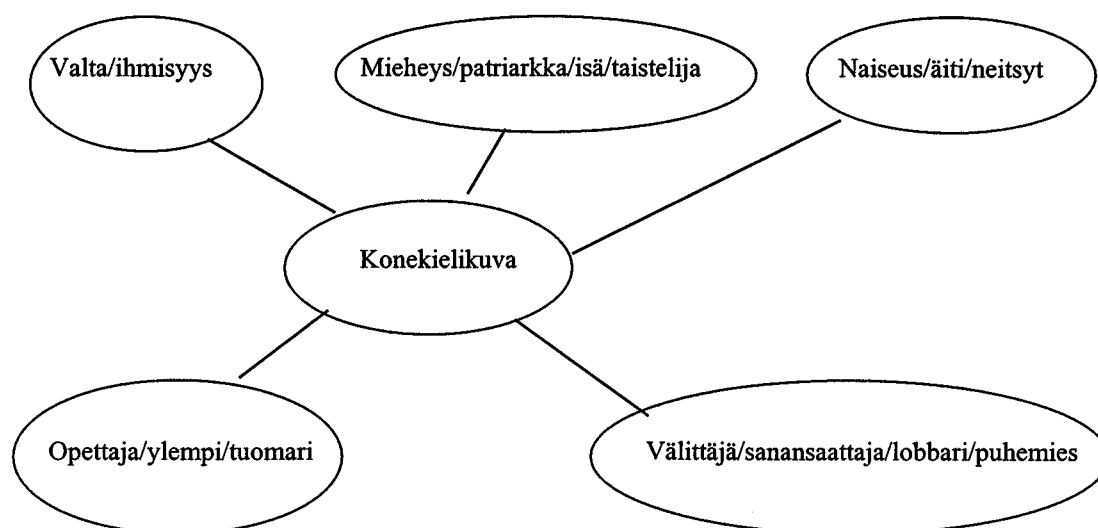 Valta/ihmisyys
Mieheys/patriarkka/isä/taistelija
Naiseus/äiti/neitsyt
Konekielikuva
Opettaja/ylempi/tuomari
Välittäjä/sanansaattaja/lobbari/puhemies